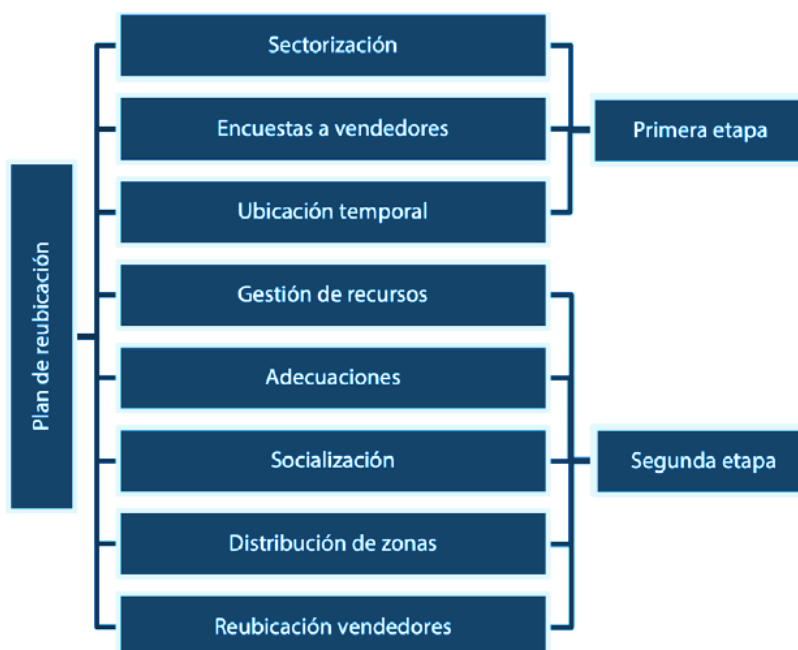 Plan de reubicación
Sectorización
Encuestas a vendedores
Ubicación temporal
Gestión de recursos
Adecuaciones
Socialización
Distribución de zonas
Reubicación vendedores
Primera etapa
Segunda etapa